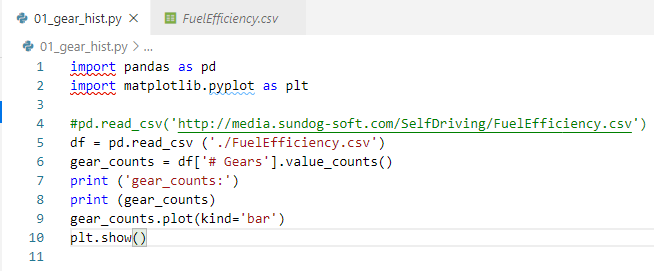 01_gear_hist.py × FuelEfficiency.csv
01_gear_hist.py > ...
1 import pandas as pd
2 import matplotlib.pyplot as plt
3
4 #pd.read_csv('http://media.sundog-soft.com/SelfDriving/FuelEfficiency.csv')
5 df = pd.read_csv ('./FuelEfficiency.csv')
6 gear_counts = df['# Gears'].value_counts()
7 print ('gear_counts:')
8 print (gear_counts)
9 gear_counts.plot(kind='bar')
10 plt.show()
11